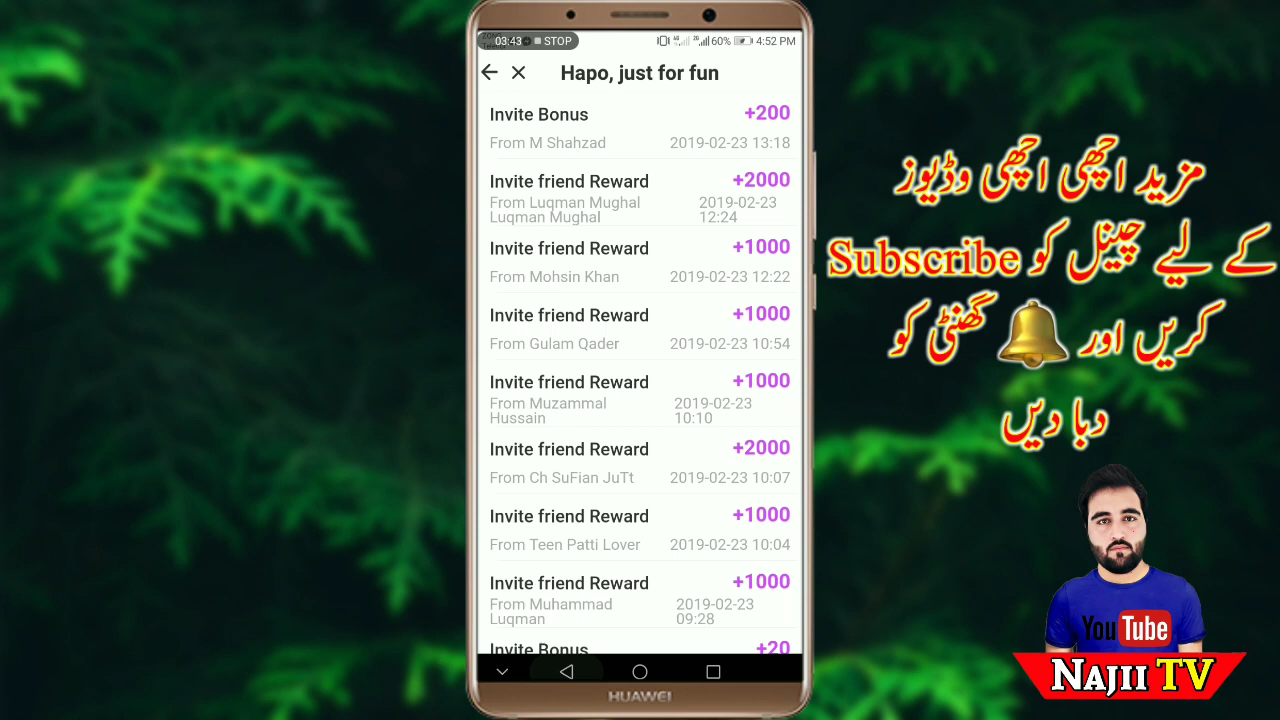 03:43 STOP
60% 4:52 PM
Hapo, just for fun
Invite Bonus +200
From M Shahzad 2019-02-23 13:18
Invite friend Reward +2000
From Luqman Mughal 2019-02-23
Luqman Mughal 12:24
Invite friend Reward +1000
From Mohsin Khan 2019-02-23 12:22
Invite friend Reward +1000
From Gulam Qader 2019-02-23 10:54
Invite friend Reward +1000
From Muzammal 2019-02-23
Hussain 10:10
Invite friend Reward +2000
From Ch SuFian JuTt 2019-02-23 10:07
Invite friend Reward +1000
From Teen Patti Lover 2019-02-23 10:04
Invite friend Reward +1000
From Muhammad 2019-02-23
Luqman 09:28
Invite Bonus +20
HUAWEI
مزید اچھی اچھی وڈیوز
کے لیے چینل کو Subscribe
کریں اور 🔔 گھنٹی کو
دبا دیں
YouTube
NAJII TV